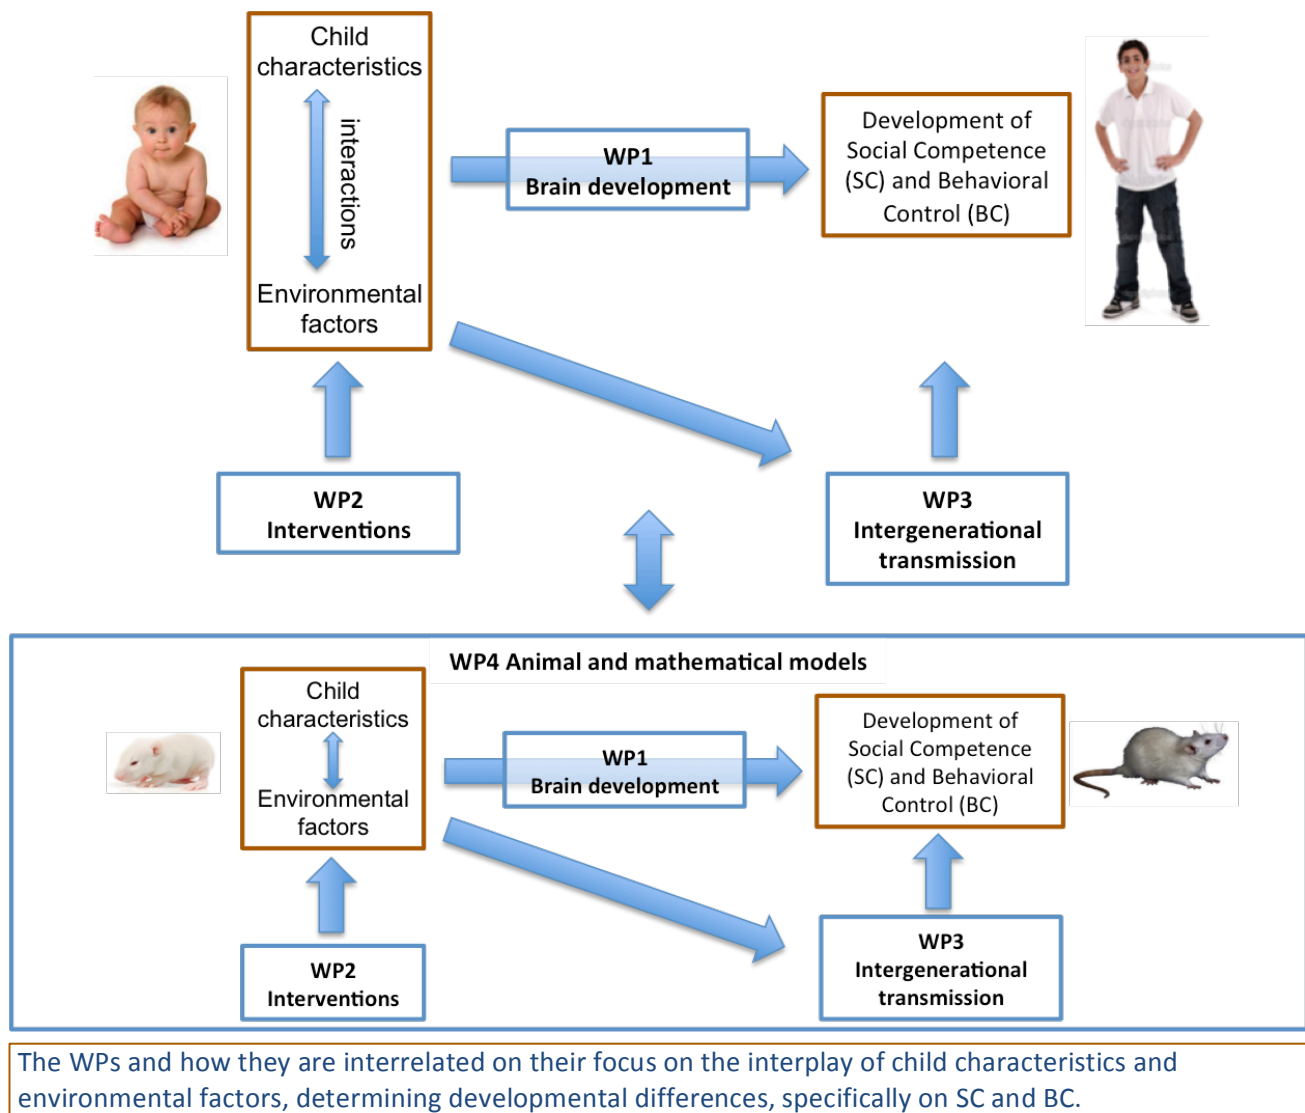 Child
characteristics
interactions
Environmental
factors
WP1
Brain development
Development of
Social Competence
(SC) and Behavioral
Control (BC)
WP2
Interventions
WP3
Intergenerational
transmission
WP4 Animal and mathematical models
Child
characteristics
Environmental
factors
WP1
Brain development
Development of
Social Competence
(SC) and Behavioral
Control (BC)
WP2
Interventions
WP3
Intergenerational
transmission
The WPs and how they are interrelated on their focus on the interplay of child characteristics and
environmental factors, determining developmental differences, specifically on SC and BC.